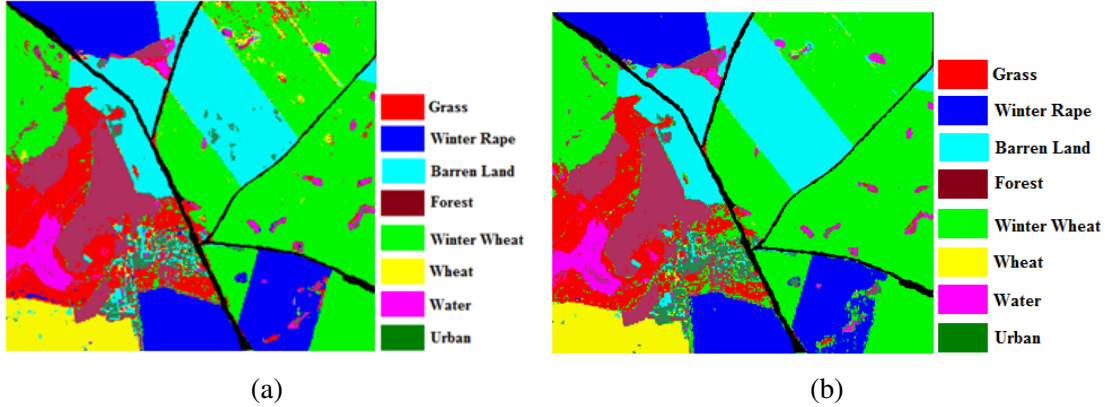 Grass
Winter Rape
Barren Land
Forest
Winter Wheat
Wheat
Water
Urban
(a)
Grass
Winter Rape
Barren Land
Forest
Winter Wheat
Wheat
Water
Urban
(b)